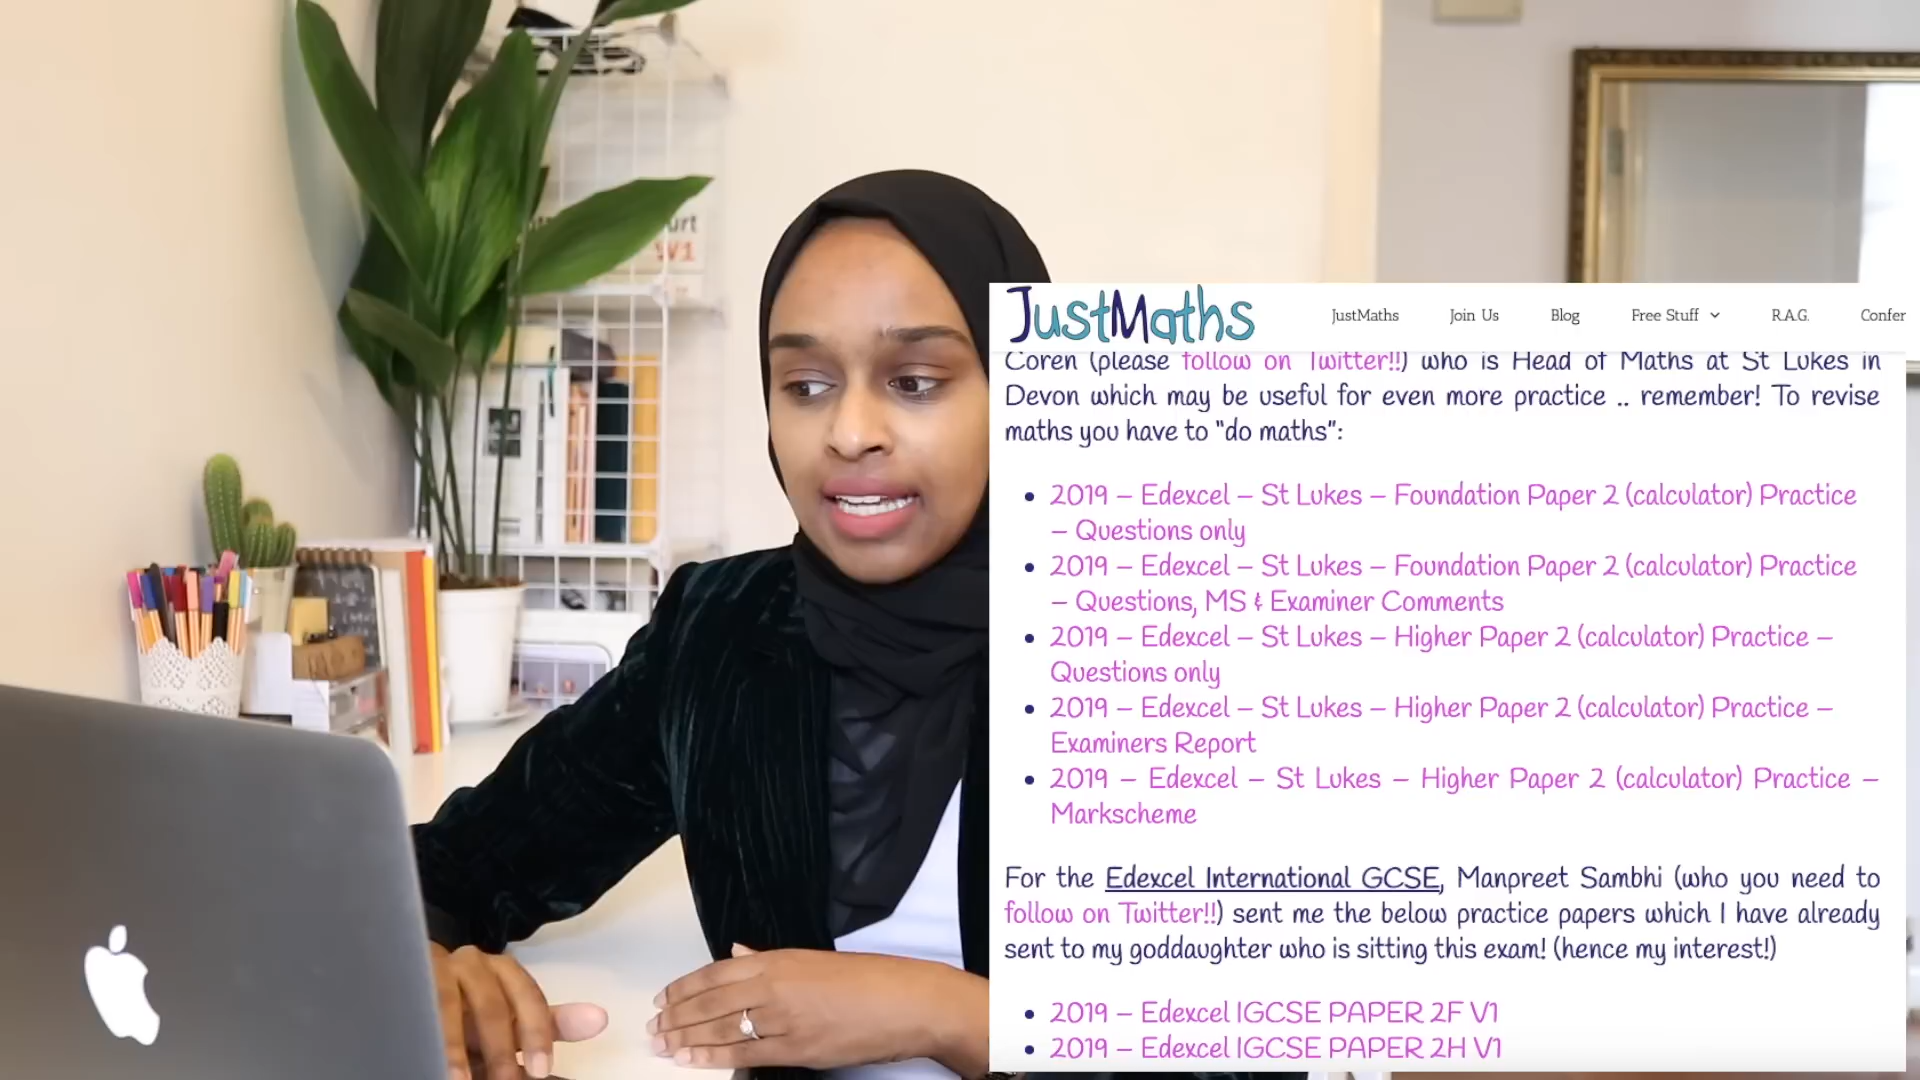 urt
W1
JustMaths
JustMaths Join Us Blog Free Stuff R.A.G. Confer
Coren (please follow on Twitter!!) who is Head of Maths at St Lukes in
Devon which may be useful for even more practice .. remember! To revise
maths you have to “do maths”:
2019 – Edexcel – St Lukes – Foundation Paper 2 (calculator) Practice
– Questions only
2019 – Edexcel – St Lukes – Foundation Paper 2 (calculator) Practice
– Questions, MS & Examiner Comments
2019 – Edexcel – St Lukes – Higher Paper 2 (calculator) Practice –
Questions only
2019 – Edexcel – St Lukes – Higher Paper 2 (calculator) Practice –
Examiners Report
2019 – Edexcel – St Lukes – Higher Paper 2 (calculator) Practice –
Markscheme
For the Edexcel International GCSE, Manpreet Sambhi (who you need to
follow on Twitter!!) sent me the below practice papers which I have already
sent to my goddaughter who is sitting this exam! (hence my interest!)
2019 – Edexcel IGCSE PAPER 2F V1
2019 – Edexcel IGCSE PAPER 2H V1